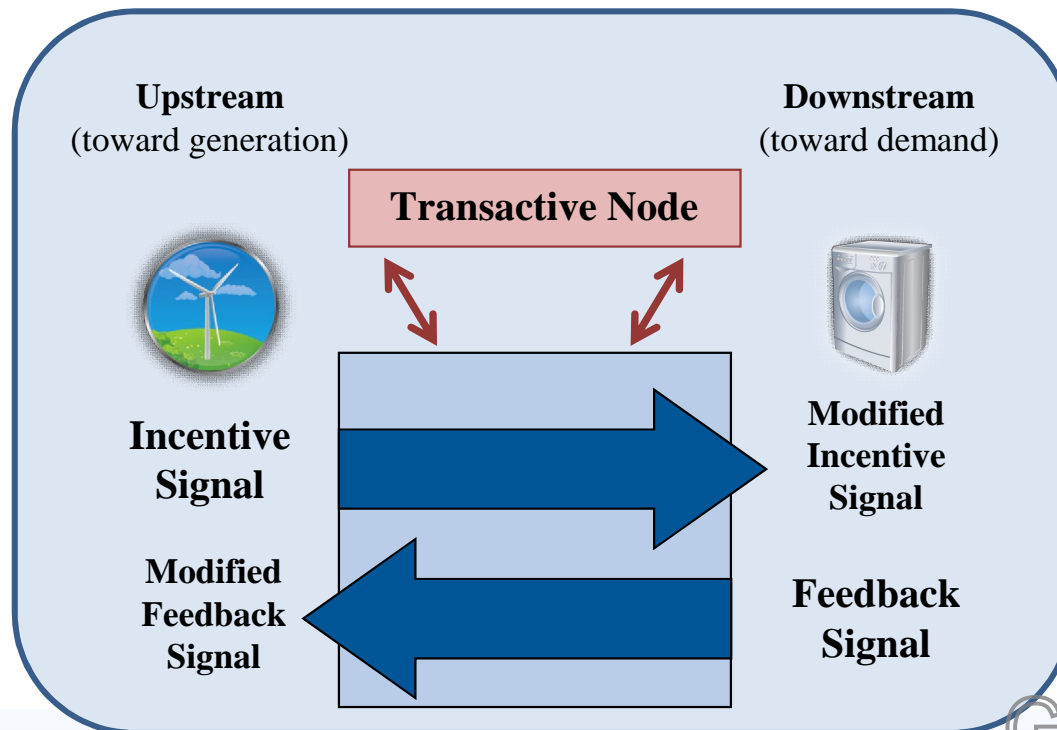 Upstream
(toward generation)
Downstream
(toward demand)
Transactive Node
Incentive
Signal
Modified
Incentive
Signal
Modified
Feedback
Signal
Feedback
Signal
G